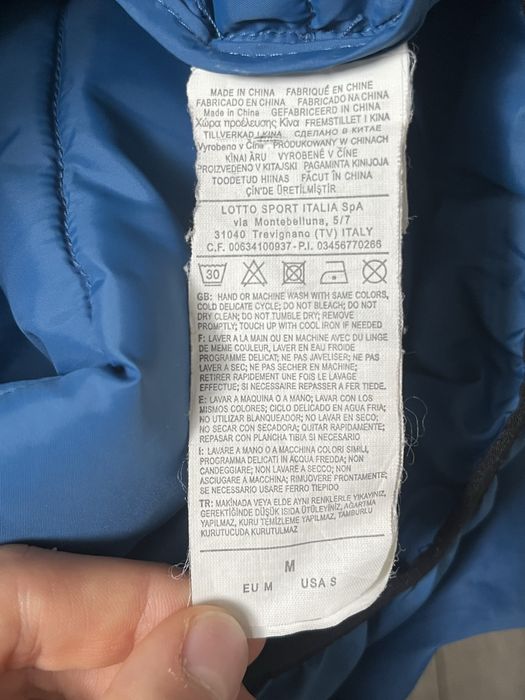 MADE IN CHINA FABRIQUÉ EN CHINE
FABRICADO EN CHINA FABRICADO NA CHINA
Made in China GEFABRICEERD IN CHINA
Χώρα προέλευσης Κίνα FREMSTILLET I KINA
TILLVERKAD I KINA СДЕЛАНО В КИТАЕ
Vyrobeno v Číně PRODUKOWANY W CHINACH
KÍNAI ÁRU VYROBENÉ V ČÍNE
PROIZVEDENO V KITAJSKI PAGAMINTA KINIJOJA
TOODETUD HIINAS FĂCUT ÎN CHINA
ÇİN'DE ÜRETİLMİŞTİR
LOTTO SPORT ITALIA SpA
via Montebelluna, 5/7
31040 Trevignano (TV) ITALY
C.F. 00634100937 - P.I. 03456770266
30
GB: HAND OR MACHINE WASH WITH SAME COLORS,
COLD DELICATE CYCLE; DO NOT BLEACH; DO NOT
DRY CLEAN; DO NOT TUMBLE DRY; REMOVE
PROMPTLY; TOUCH UP WITH COOL IRON IF NEEDED
F: LAVER A LA MAIN OU EN MACHINE AVEC DU LINGE
DE MEME COULEUR, LAVER EN EAU FROIDE
PROGRAMME DELICAT; NE PAS JAVELISER; NE PAS
LAVER A SEC; NE PAS SECHER EN MACHINE;
RETIRER RAPIDEMENT UNE FOIS LE LAVAGE
EFFECTUE; SI NECESSAIRE REPASSER A FER TIEDE.
E: LAVAR A MAQUINA O A MANO; LAVAR CON LOS
MISMOS COLORES; CICLO DELICADO EN AGUA FRIA;
NO UTILIZAR BLANQUEADOR; NO LAVAR EN SECO;
NO SECAR CON SECADORA; QUITAR RAPIDAMENTE;
REPASAR CON PLANCHA TIBIA SI NECESARIO
I: LAVARE A MANO O A MACCHINA COLORI SIMILI,
PROGRAMMA DELICATI IN ACQUA FREDDA; NON
CANDEGGIARE; NON LAVARE A SECCO; NON
ASCIUGARE A MACCHINA; RIMUOVERE PRONTAMENTE;
SE NECESSARIO USARE FERRO TIEPIDO
TR: MAKİNADA VEYA ELDE AYNI RENKLERLE YIKAYINIZ,
GEREKTİĞİNDE DÜŞÜK ISIDA ÜTÜLEYİNİZ, AĞARTMA
YAPILMAZ, KURU TEMİZLEME YAPILMAZ, TAMBURLU
KURUTUCUDA KURUTULMAZ
M
EU M USA S